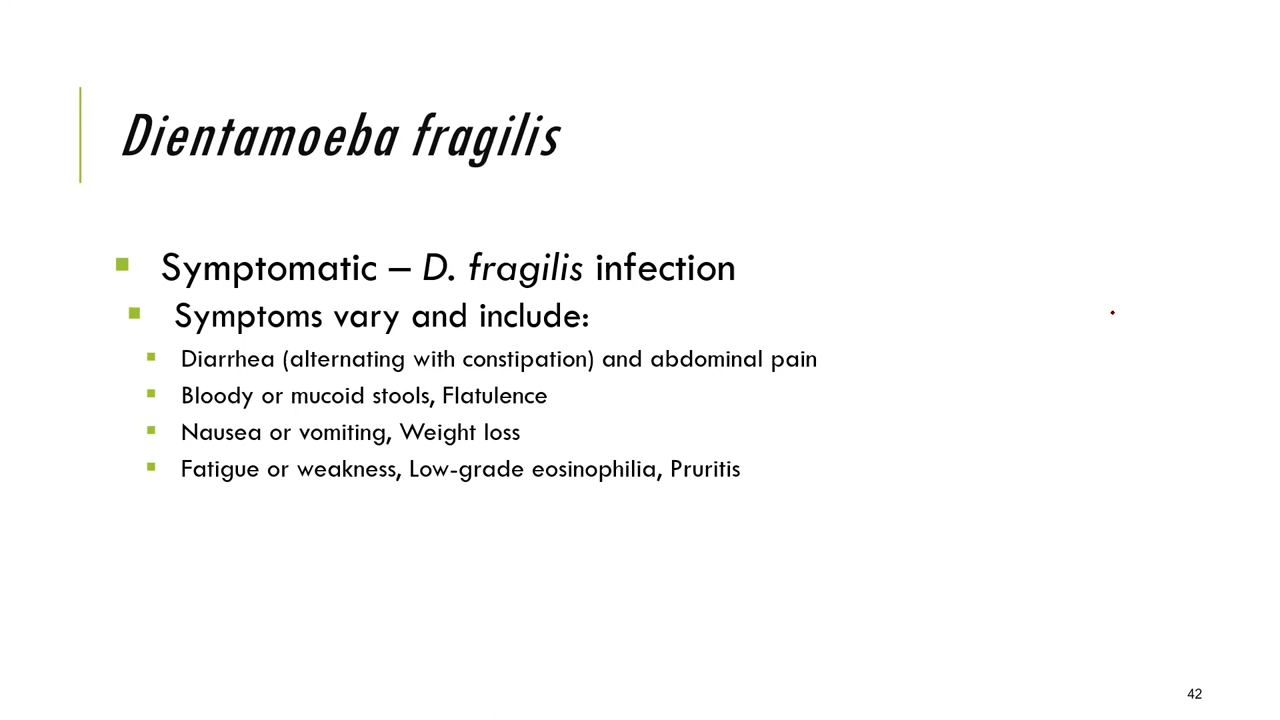 Dientamoeba fragilis
Symptomatic – D. fragilis infection
Symptoms vary and include:
Diarrhea (alternating with constipation) and abdominal pain
Bloody or mucoid stools, Flatulence
Nausea or vomiting, Weight loss
Fatigue or weakness, Low-grade eosinophilia, Pruritis
42